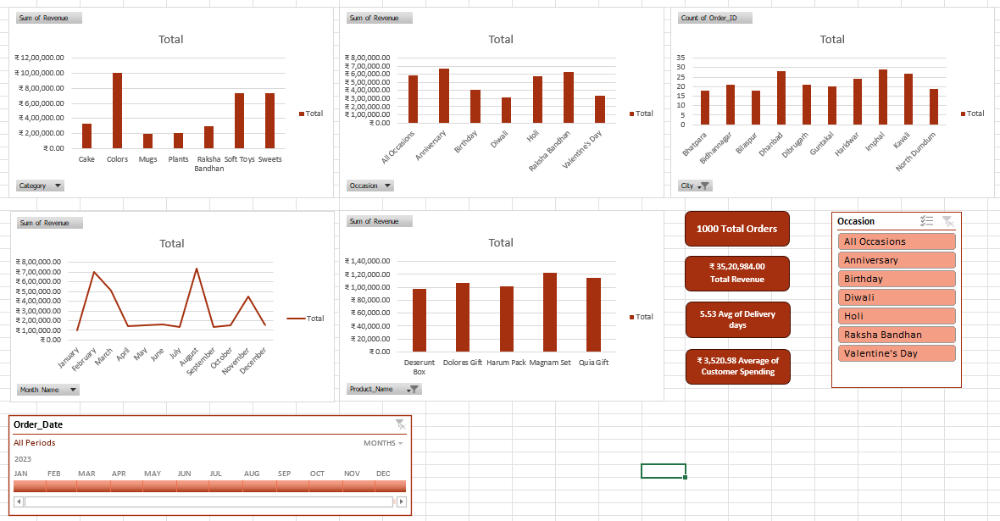 Sum of Revenue
Total
₹ 12,00,000.00
₹ 10,00,000.00
₹ 8,00,000.00
₹ 6,00,000.00
₹ 4,00,000.00
₹ 2,00,000.00
₹ 0.00
Cake Colors Mugs Plants Raksha Bandhan Soft Toys Sweets
Total
Category
Sum of Revenue
Total
₹ 8,00,000.00
₹ 7,00,000.00
₹ 6,00,000.00
₹ 5,00,000.00
₹ 4,00,000.00
₹ 3,00,000.00
₹ 2,00,000.00
₹ 1,00,000.00
₹ 0.00
All Occasions
Anniversary
Birthday
Diwali
Holi
Raksha Bandhan
Valentine's Day
Total
Occasion
Count of Order_ID
Total
35
30
25
20
15
10
5
0
Bhatpara
Bidhannagar
Bilaspur
Dhanbad
Dibrugarh
Guntakal
Haridwar
Imphal
Kavali
North Dumdum
Total
City
Sum of Revenue
Total
₹ 8,00,000.00
₹ 7,00,000.00
₹ 6,00,000.00
₹ 5,00,000.00
₹ 4,00,000.00
₹ 3,00,000.00
₹ 2,00,000.00
₹ 1,00,000.00
₹ 0.00
January
February
March
April
May
June
July
August
September
October
November
December
Total
Month Name
Sum of Revenue
Total
₹ 1,40,000.00
₹ 1,20,000.00
₹ 1,00,000.00
₹ 80,000.00
₹ 60,000.00
₹ 40,000.00
₹ 20,000.00
₹ 0.00
Deserunt Box Dolores Gift Harum Pack Magnam Set Quia Gift
Total
Product_Name
1000 Total Orders
₹ 35,20,984.00
Total Revenue
5.53 Avg of Delivery
days
₹ 3,520.98 Average of
Customer Spending
Occasion
All Occasions
Anniversary
Birthday
Diwali
Holi
Raksha Bandhan
Valentine's Day
Order_Date
All Periods
MONTHS
2023
JAN FEB MAR APR MAY JUN JUL AUG SEP OCT NOV DEC